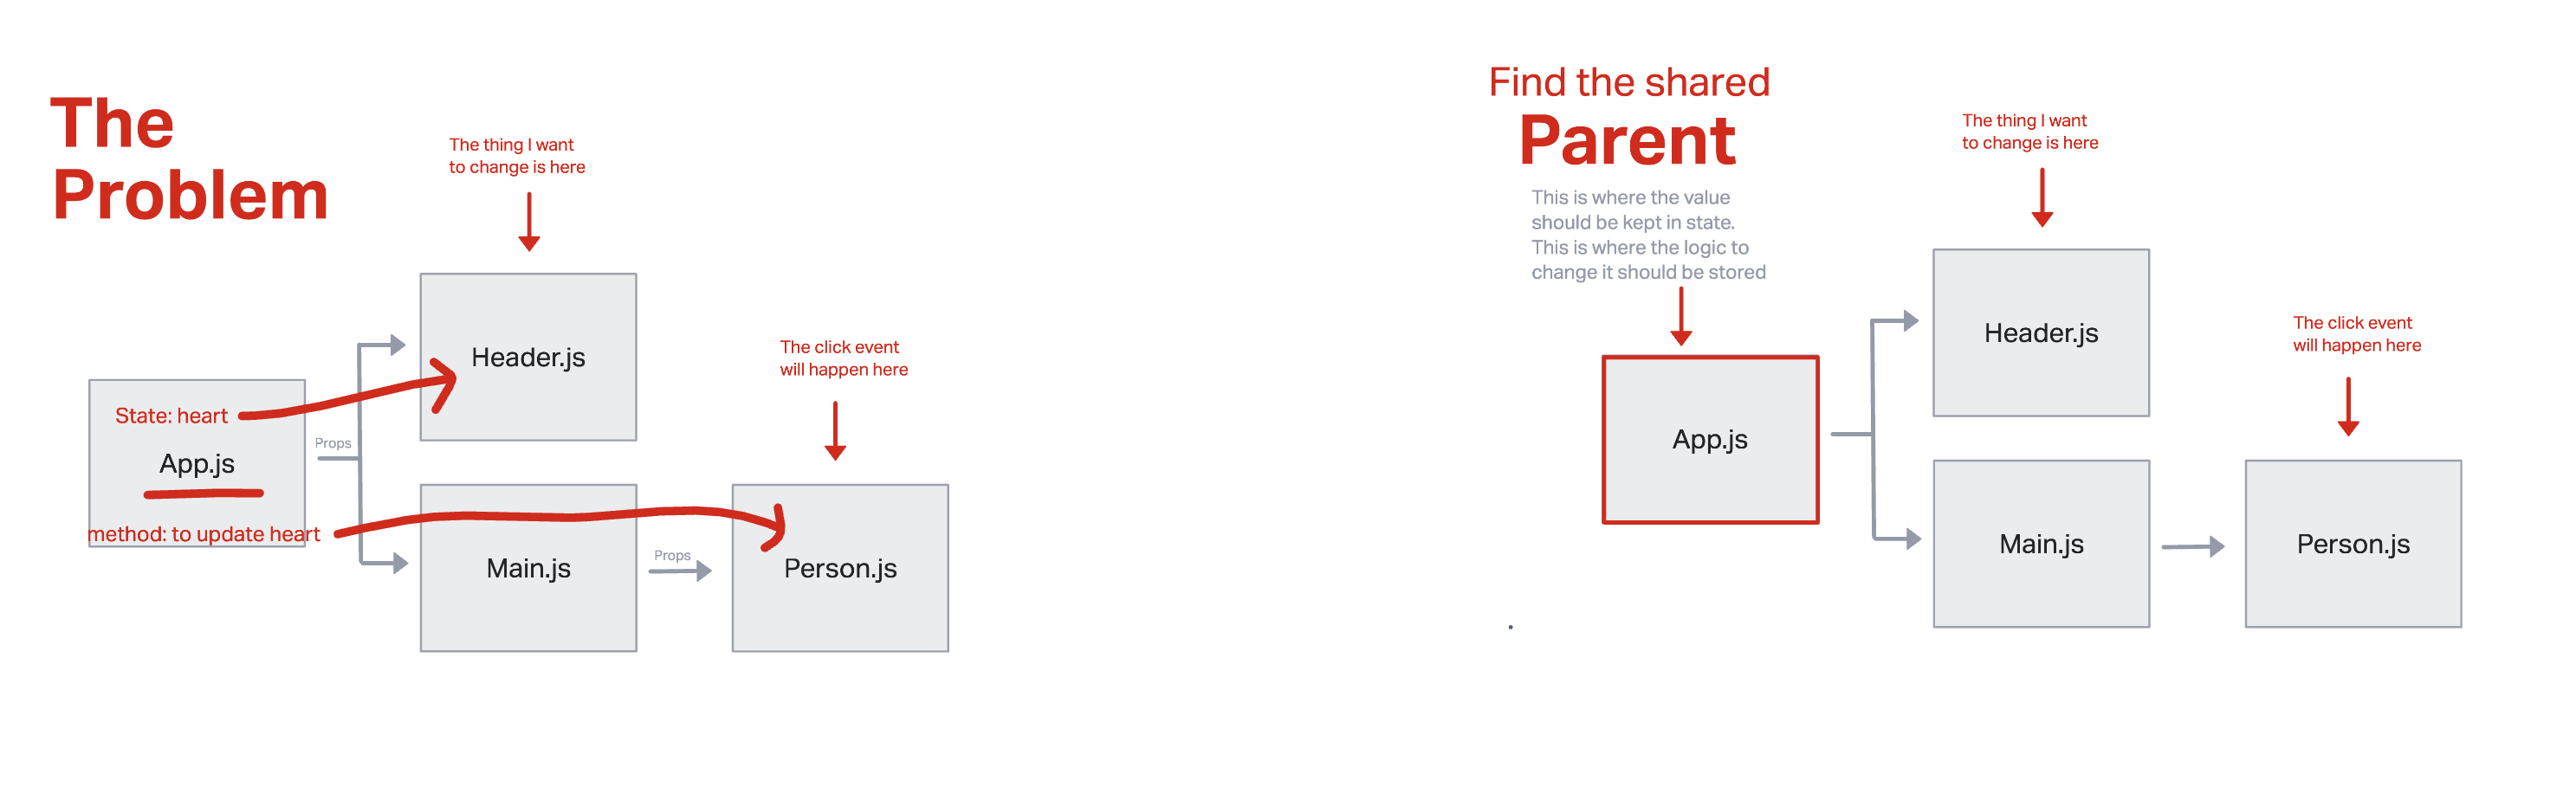 The
Problem
The thing I want
to change is here
Header.js
The click event
will happen here
State: heart
Props
App.js
method: to update heart
Main.js
Props
Person.js
Find the shared
Parent
This is where the value
should be kept in state.
This is where the logic to
change it should be stored
The thing I want
to change is here
Header.js
The click event
will happen here
App.js
Main.js
Person.js